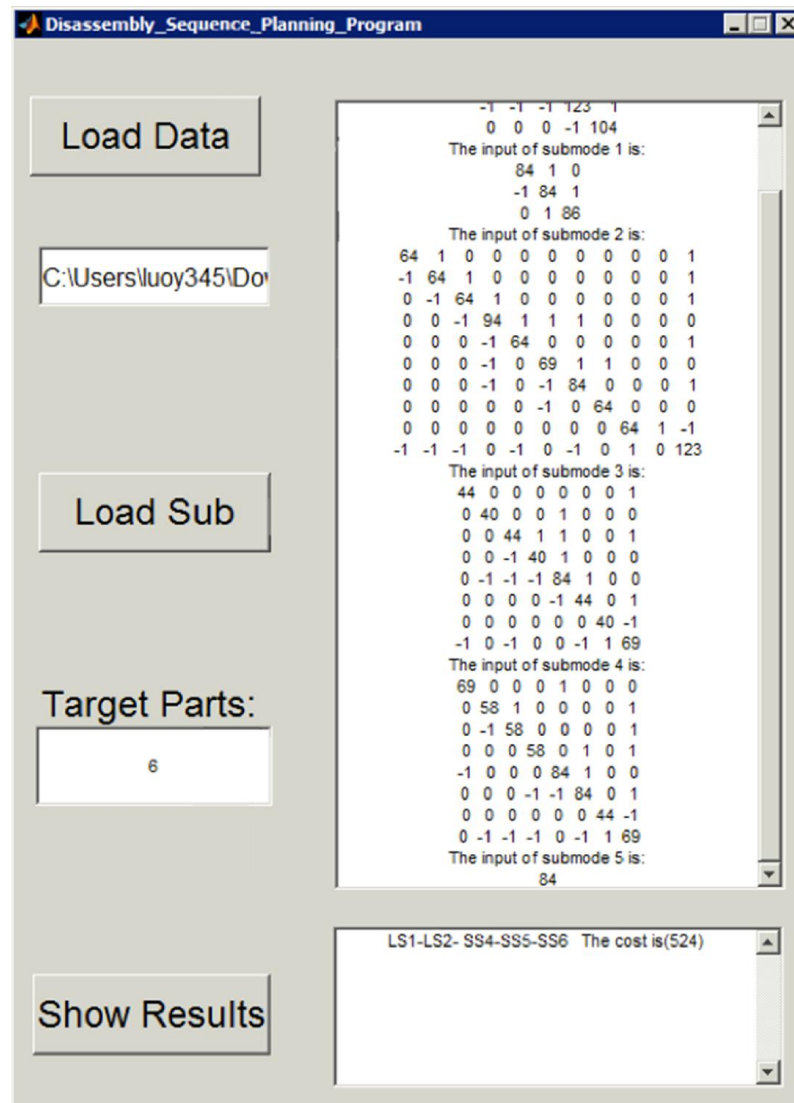 Disassembly_Sequence_Planning_Program
Load Data
C:\Users\luoy345\Dov
Load Sub
Target Parts:
6
Show Results
-1 -1 -1 123 1
0 0 0 -1 104
The input of submode 1 is:
84 1 0
-1 84 1
0 1 86
The input of submode 2 is:
64 1 0 0 0 0 0 0 0 0 1
-1 64 1 0 0 0 0 0 0 0 1
0 -1 64 1 0 0 0 0 0 0 1
0 0 -1 94 1 1 1 0 0 0 0
0 0 0 -1 64 0 0 0 0 0 1
0 0 0 -1 0 69 1 1 0 0 0
0 0 0 -1 0 -1 84 0 0 0 1
0 0 0 0 0 -1 0 64 0 0 0
0 0 0 0 0 0 0 0 64 1 -1
-1 -1 -1 0 -1 0 -1 0 1 0 123
The input of submode 3 is:
44 0 0 0 0 0 0 1
0 40 0 0 1 0 0 0
0 0 44 1 1 0 0 1
0 0 -1 40 1 0 0 0
0 -1 -1 -1 84 1 0 0
0 0 0 0 -1 44 0 1
0 0 0 0 0 0 40 -1
-1 0 -1 0 0 -1 1 69
The input of submode 4 is:
69 0 0 0 1 0 0 0
0 58 1 0 0 0 0 1
0 -1 58 0 0 0 0 1
0 0 0 58 0 1 0 1
-1 0 0 0 84 1 0 0
0 0 0 -1 -1 84 0 1
0 0 0 0 0 0 44 -1
0 -1 -1 -1 0 -1 1 69
The input of submode 5 is:
84
LS1-LS2- SS4-SS5-SS6 The cost is(524)